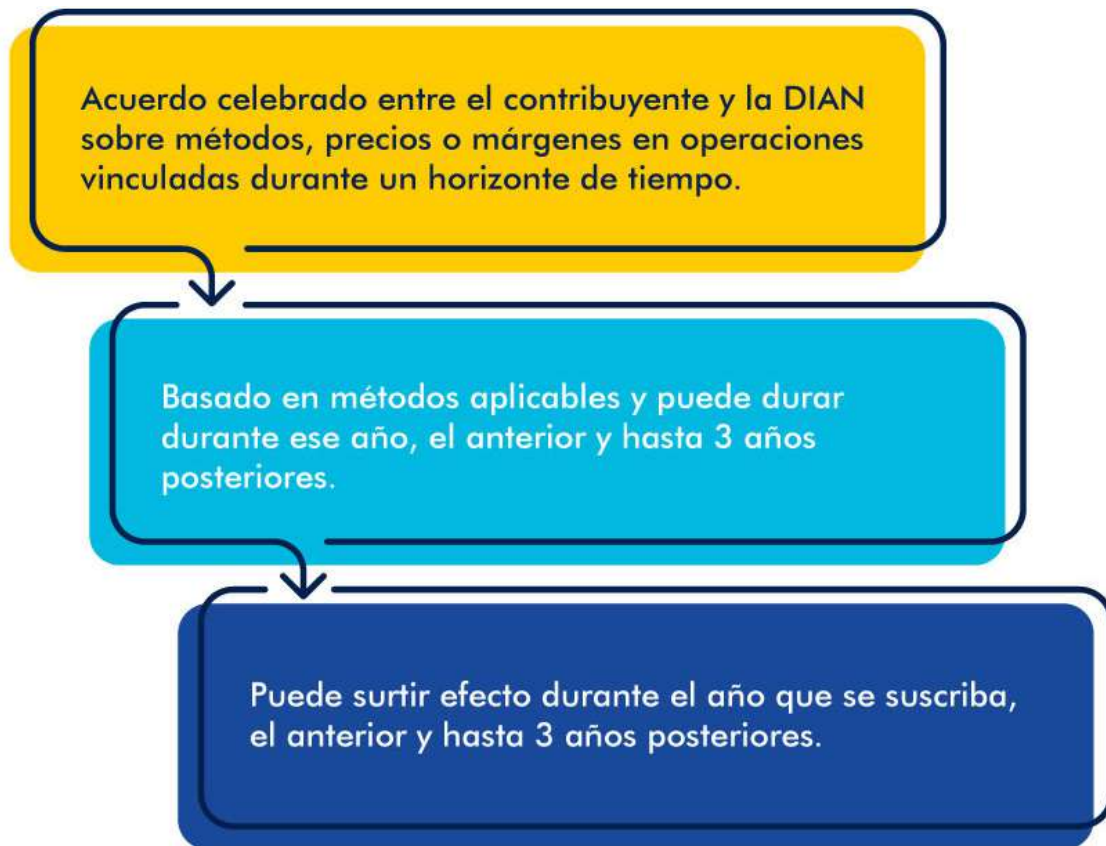 Acuerdo celebrado entre el contribuyente y la DIAN
sobre métodos, precios o márgenes en operaciones
vinculadas durante un horizonte de tiempo.
Basado en métodos aplicables y puede durar
durante ese año, el anterior y hasta 3 años
posteriores.
Puede surtir efecto durante el año que se suscriba,
el anterior y hasta 3 años posteriores.